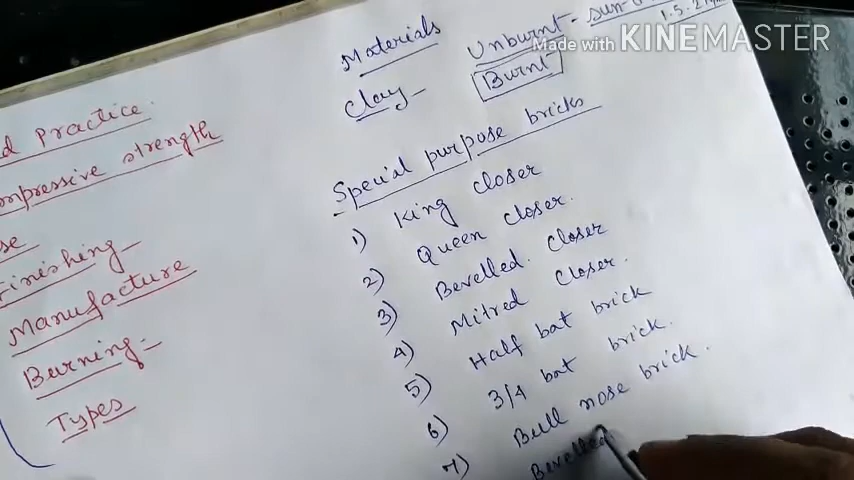 d Practice
ompressive strength
se
Finishing
Manufacture
Burning
Types
Materials
Unburnt - sun
Made with KINEMASTER
Clay - Burnt
Special purpose bricks
1) King closer
2) Queen closer.
3) Bevelled closer
4) Mitred closer.
5) Half bat brick
6) 3/4 bat brick.
7) Bull nose brick.
Bevelled